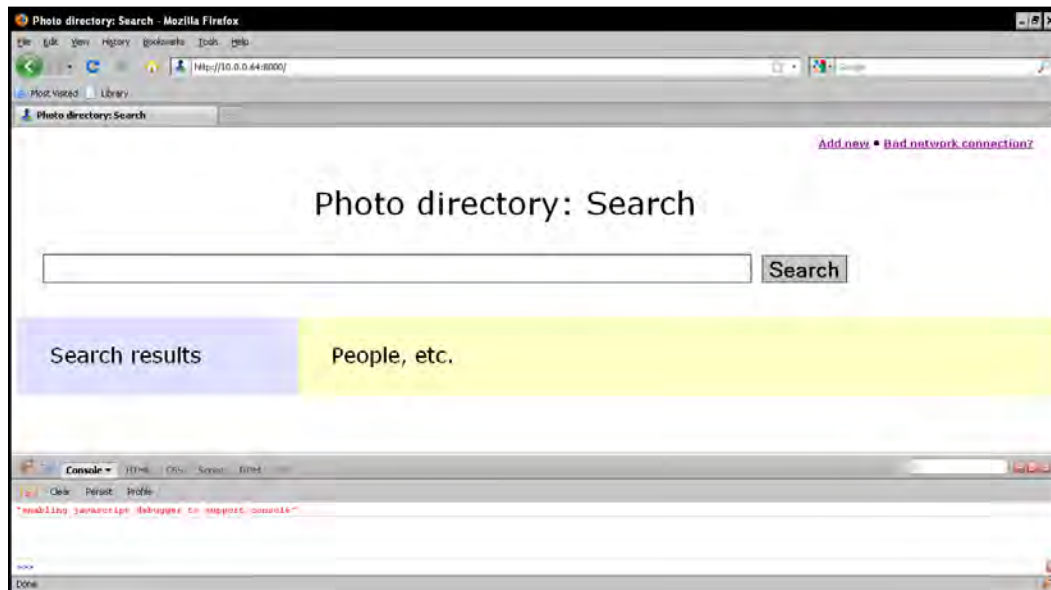 Photo directory: Search - Mozilla Firefox
File Edit View History Bookmarks Tools Help
http://10.0.0.64:8000/
Google
Most Visited Library
Photo directory: Search
Add new • Bad network connection?
Photo directory: Search
Search
Search results
People, etc.
Console HTML CSS Script DOM
Clear Persist Profile
"enabling javascript debugger to support console"
>>>
Done